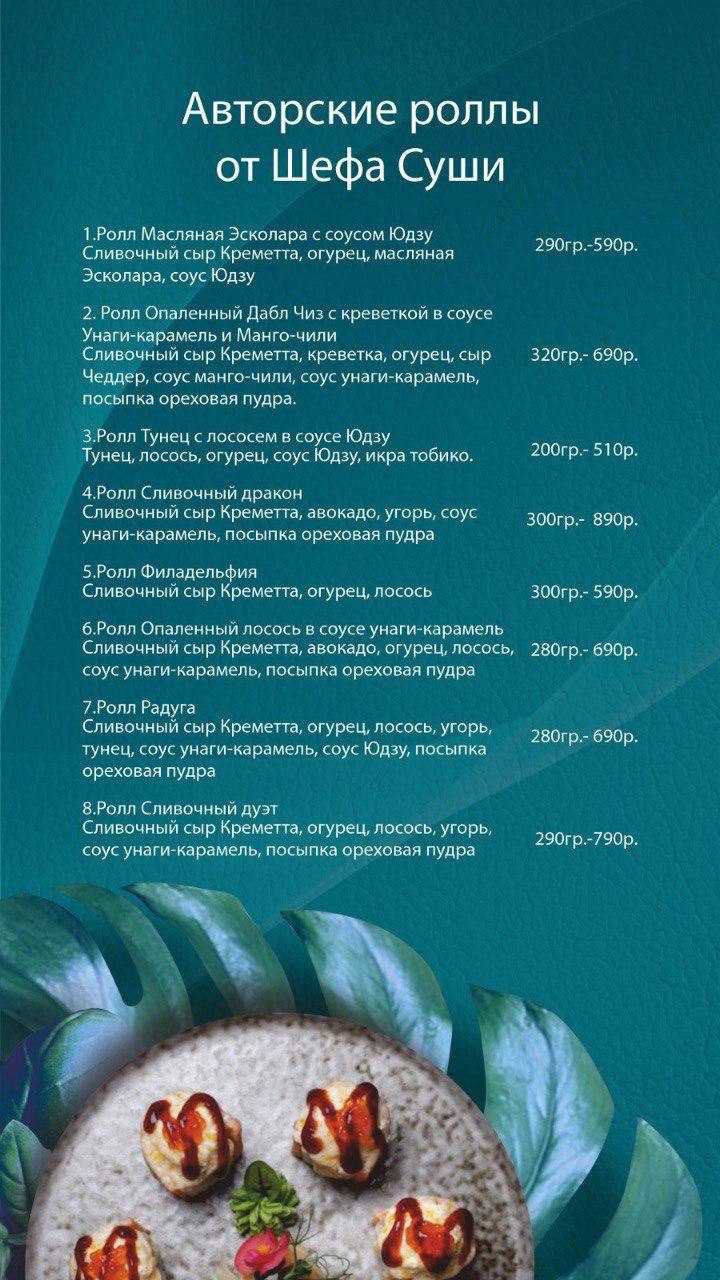 Авторские роллы
от Шефа Суши
1.Ролл Масляная Эсколара с соусом Юдзу
Сливочный сыр Креметта, огурец, масляная
Эсколара, соус Юдзу
290гр.-590р.
2. Ролл Опаленный Дабл Чиз с креветкой в соусе
Унаги-карамель и Манго-чили
Сливочный сыр Креметта, креветка, огурец, сыр
Чеддер, соус манго-чили, соус унаги-карамель,
посыпка ореховая пудра.
320гр.- 690р.
3.Ролл Тунец с лососем в соусе Юдзу
Тунец, лосось, огурец, соус Юдзу, икра тобико.
200гр.- 510р.
4.Ролл Сливочный дракон
Сливочный сыр Креметта, авокадо, угорь, соус
унаги-карамель, посыпка ореховая пудра
300гр.- 890р.
5.Ролл Филадельфия
Сливочный сыр Креметта, огурец, лосось
300гр.- 590р.
6.Ролл Опаленный лосось в соусе унаги-карамель
Сливочный сыр Креметта, авокадо, огурец, лосось,
соус унаги-карамель, посыпка ореховая пудра
280гр.- 690р.
7.Ролл Радуга
Сливочный сыр Креметта, огурец, лосось, угорь,
тунец, соус унаги-карамель, соус Юдзу, посыпка
ореховая пудра
280гр.- 690р.
8.Ролл Сливочный дуэт
Сливочный сыр Креметта, огурец, лосось, угорь,
соус унаги-карамель, посыпка ореховая пудра
290гр.-790р.